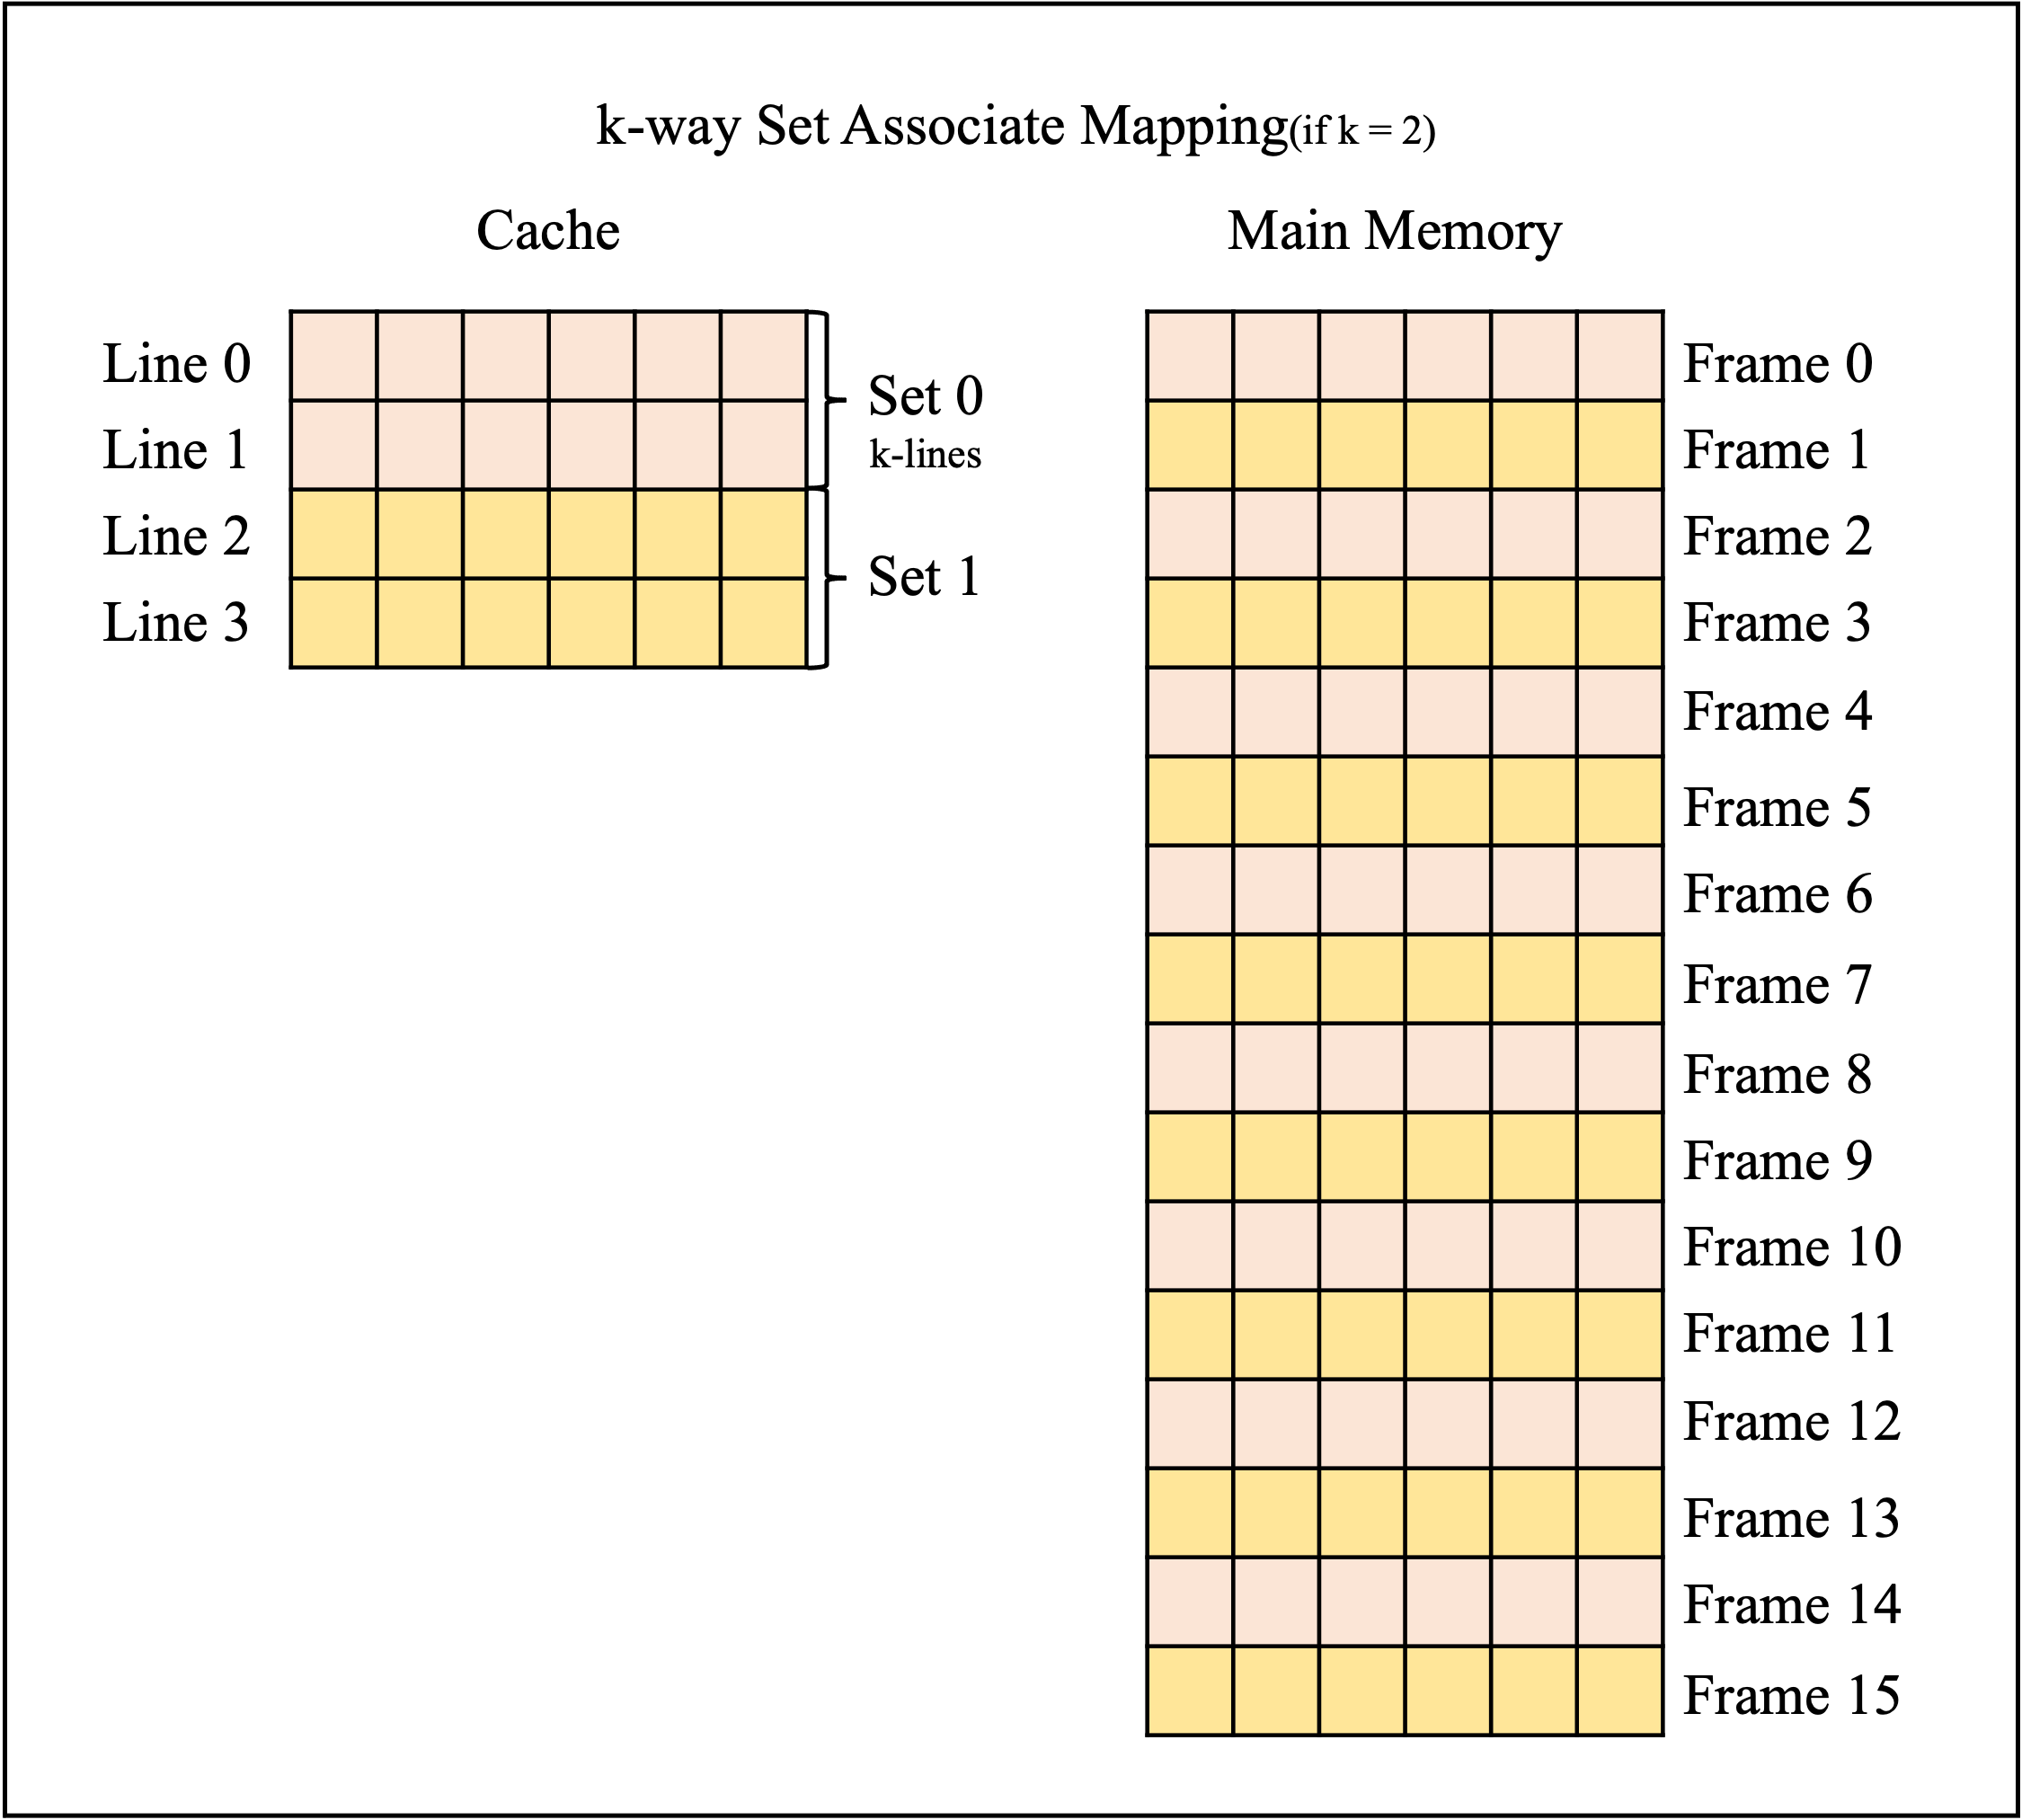 k-way Set Associate Mapping(if k = 2)
Cache
Main Memory
Line 0
Line 1
Line 2
Line 3
Set 0
k-lines
Set 1
Frame 0
Frame 1
Frame 2
Frame 3
Frame 4
Frame 5
Frame 6
Frame 7
Frame 8
Frame 9
Frame 10
Frame 11
Frame 12
Frame 13
Frame 14
Frame 15